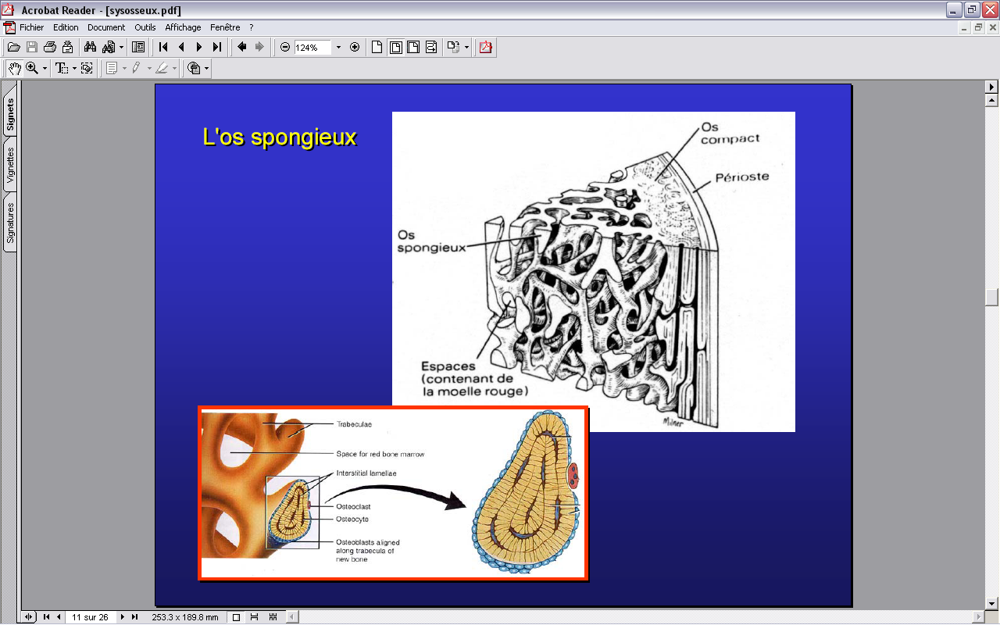 Acrobat Reader - [sysosseux.pdf]
Fichier Edition Document Outils Affichage Fenêtre ?
124%
Signets
Vignettes
Signatures
L'os spongieux
Os
compact
Périoste
Os
spongieux
Espaces
(contenant de
la moelle rouge)
Milner
Trabeculae
Space for red bone marrow
Interstitial lamellae
Osteoclast
Osteocyte
Osteoblasts aligned
along trabecula of
new bone
11 sur 26
253.3 x 189.8 mm